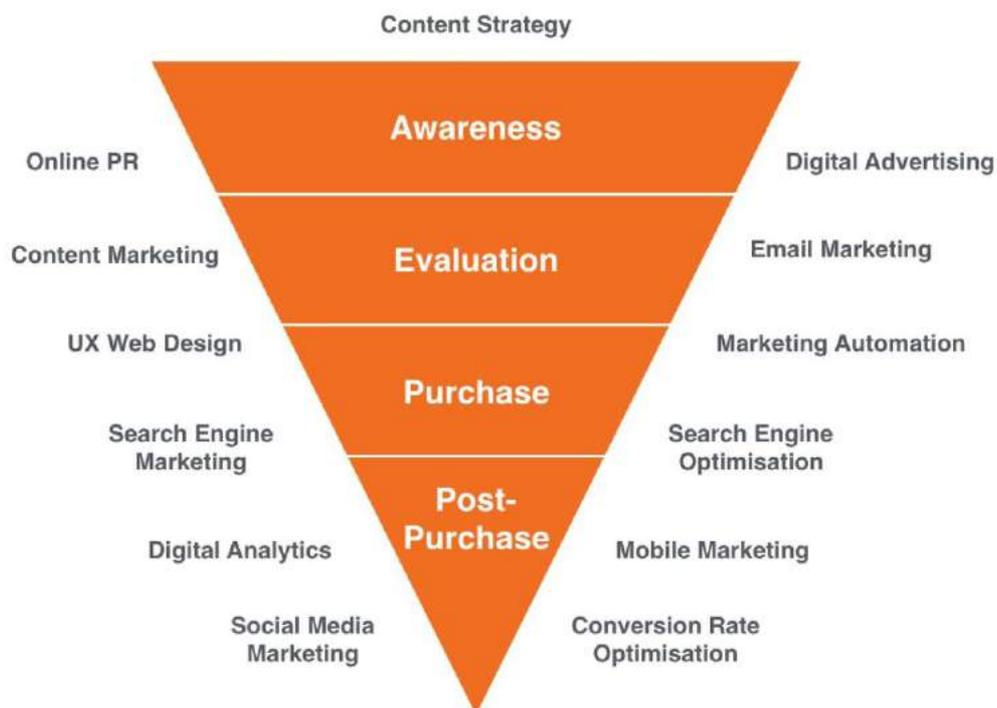 Content Strategy
Awareness
Online PR
Digital Advertising
Evaluation
Content Marketing
Email Marketing
UX Web Design
Marketing Automation
Purchase
Search Engine
Marketing
Search Engine
Optimisation
Post-
Purchase
Digital Analytics
Mobile Marketing
Social Media
Marketing
Conversion Rate
Optimisation